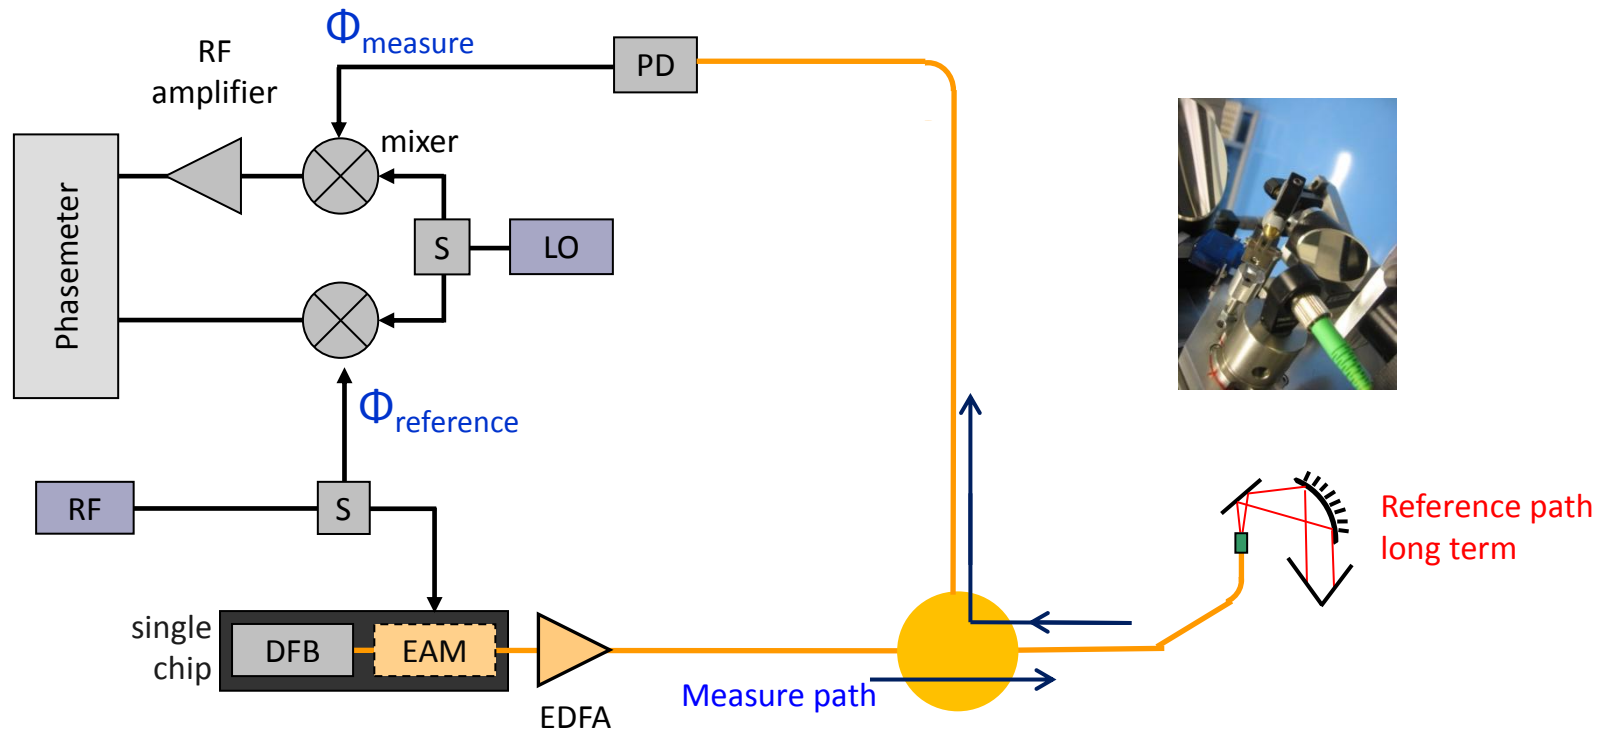 Φmeasure
RF
amplifier
PD
mixer
Phasemeter
S
LO
Φreference
RF
S
Reference path
long term
single
chip
DFB
EAM
Measure path
EDFA